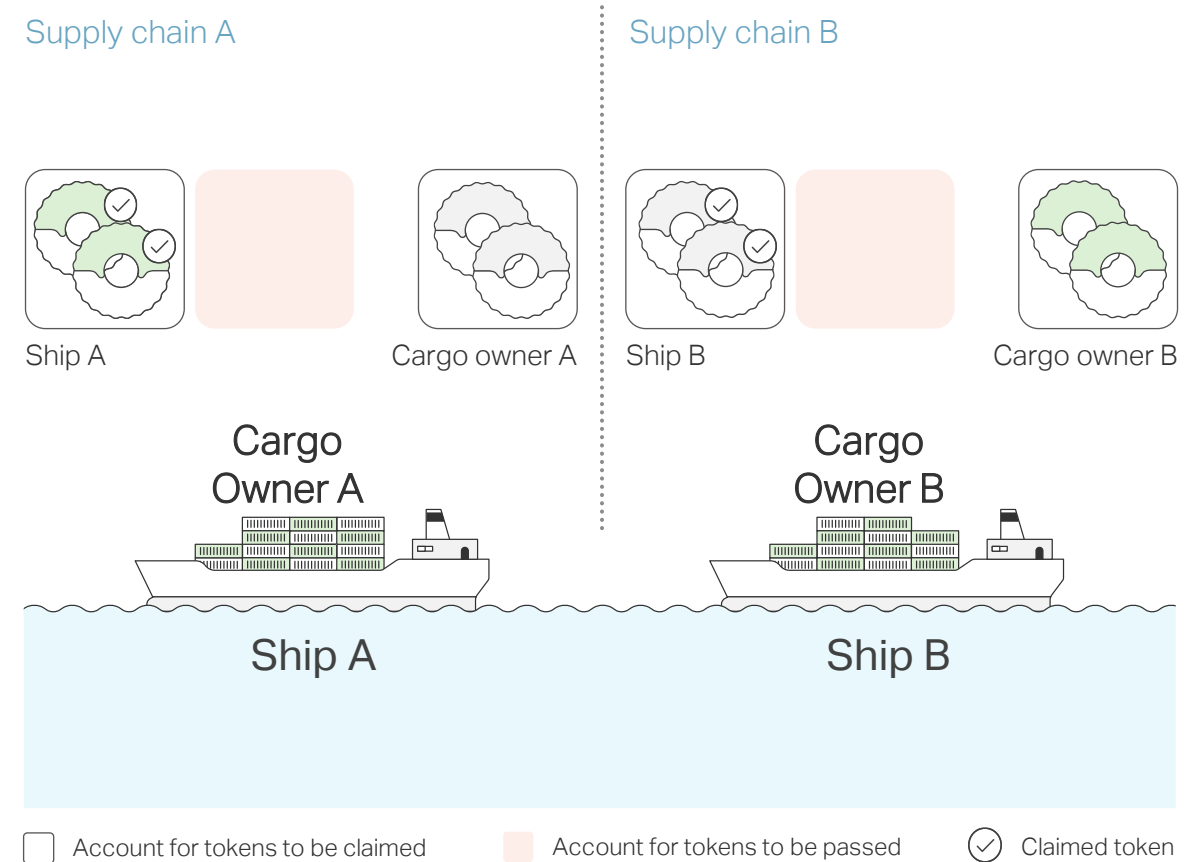 Supply chain A
Supply chain B
Ship A
Cargo owner A
Ship B
Cargo owner B
Cargo
Owner A
Cargo
Owner B
Ship A
Ship B
Account for tokens to be claimed
Account for tokens to be passed
Claimed token